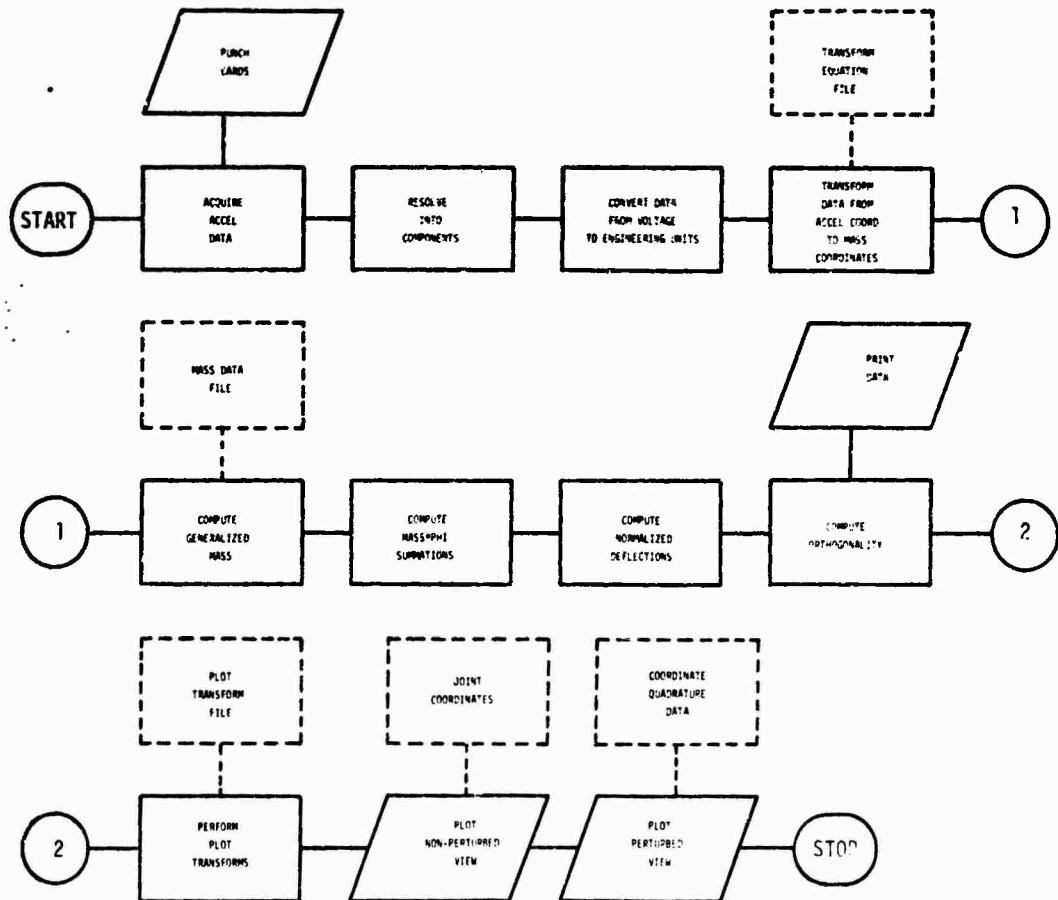 PUNCH
CARDS
TRANSFORM
EQUATION
FILE
START
ACQUIRE
ACCEL
DATA
RESOLVE
INTO
COMPONENTS
CONVERT DATA
FROM VOLTAGE
TO ENGINEERING UNITS
TRANSFORM
DATA FROM
ACCEL COORD
TO MASS
COORDINATES
1
MASS DATA
FILE
PRINT
DATA
1
COMPUTE
GENERALIZED
MASS
COMPUTE
MASS*PHI
SUMMATIONS
COMPUTE
NORMALIZED
DEFLECTIONS
COMPUTE
ORTHOGONALITY
2
PLOT
TRANSFORM
FILE
JOINT
COORDINATES
COORDINATE
QUADRATURE
DATA
2
PERFORM
PLOT
TRANSFORMS
PLOT
NON-PERTURBED
VIEW
PLOT
PERTURBED
VIEW
STOP